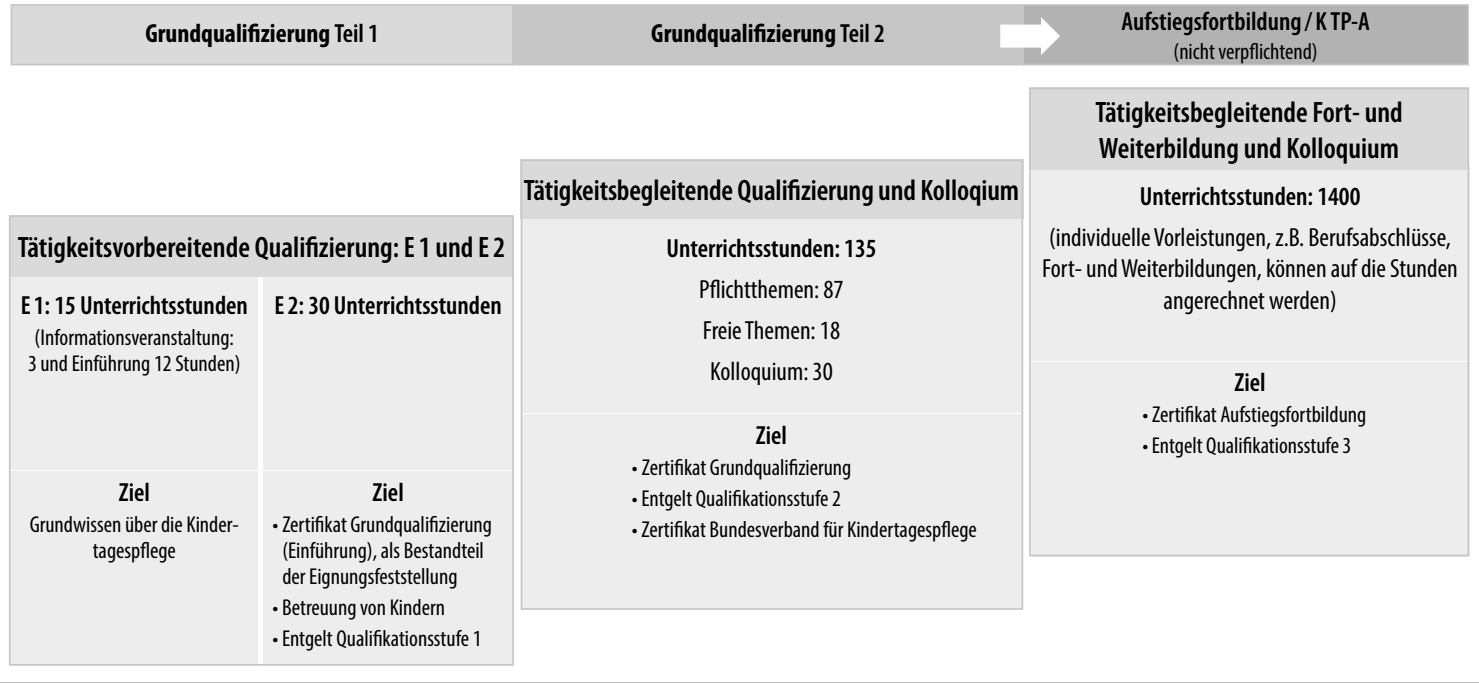 Grundqualifizierung Teil 1
Grundqualifizierung Teil 2
Aufstiegsfortbildung / K TP-A
(nicht verpflichtend)
Tätigkeitsvorbereitende Qualifizierung: E 1 und E 2
E 1: 15 Unterrichtsstunden
(Informationsveranstaltung:
3 und Einführung 12 Stunden)
Ziel
Grundwissen über die Kinder-
tagespflege
E 2: 30 Unterrichtsstunden
Ziel
• Zertifikat Grundqualifizierung
(Einführung), als Bestandteil
der Eignungsfeststellung
• Betreuung von Kindern
• Entgelt Qualifikationsstufe 1
Tätigkeitsbegleitende Qualifizierung und Kolloqium
Unterrichtsstunden: 135
Pflichtthemen: 87
Freie Themen: 18
Kolloquium: 30
Ziel
• Zertifikat Grundqualifizierung
• Entgelt Qualifikationsstufe 2
• Zertifikat Bundesverband für Kindertagespflege
Tätigkeitsbegleitende Fort- und
Weiterbildung und Kolloquium
Unterrichtsstunden: 1400
(individuelle Vorleistungen, z.B. Berufsabschlüsse,
Fort- und Weiterbildungen, können auf die Stunden
angerechnet werden)
Ziel
• Zertifikat Aufstiegsfortbildung
• Entgelt Qualifikationsstufe 3